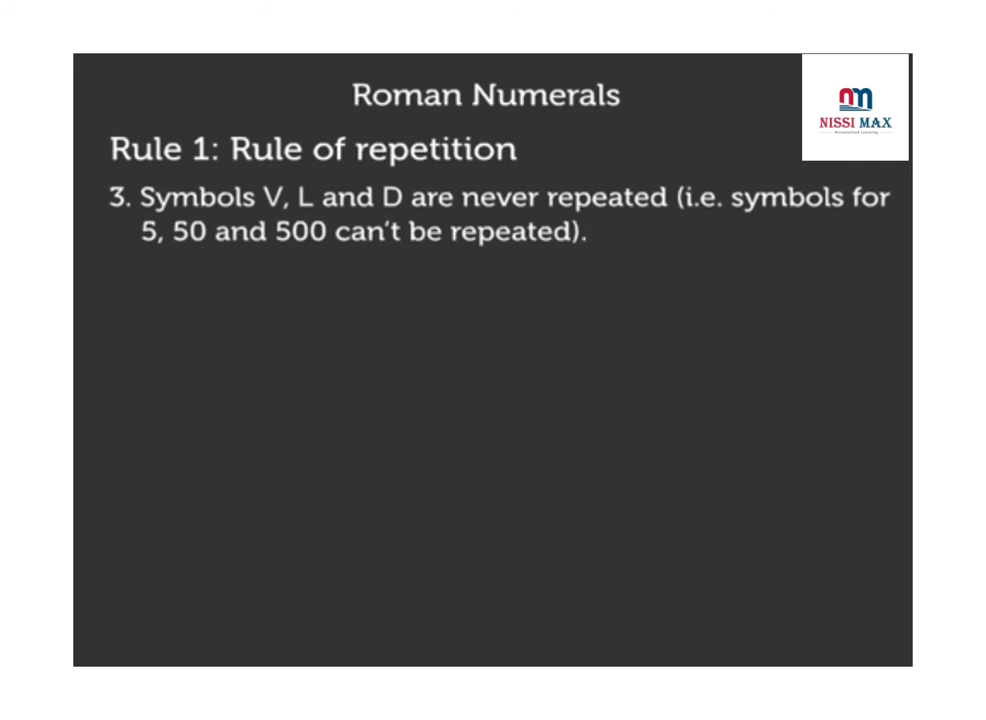 Roman Numerals
NISSI MAX
Rule 1: Rule of repetition
3. Symbols V, L and D are never repeated (i.e. symbols for
5, 50 and 500 can't be repeated).